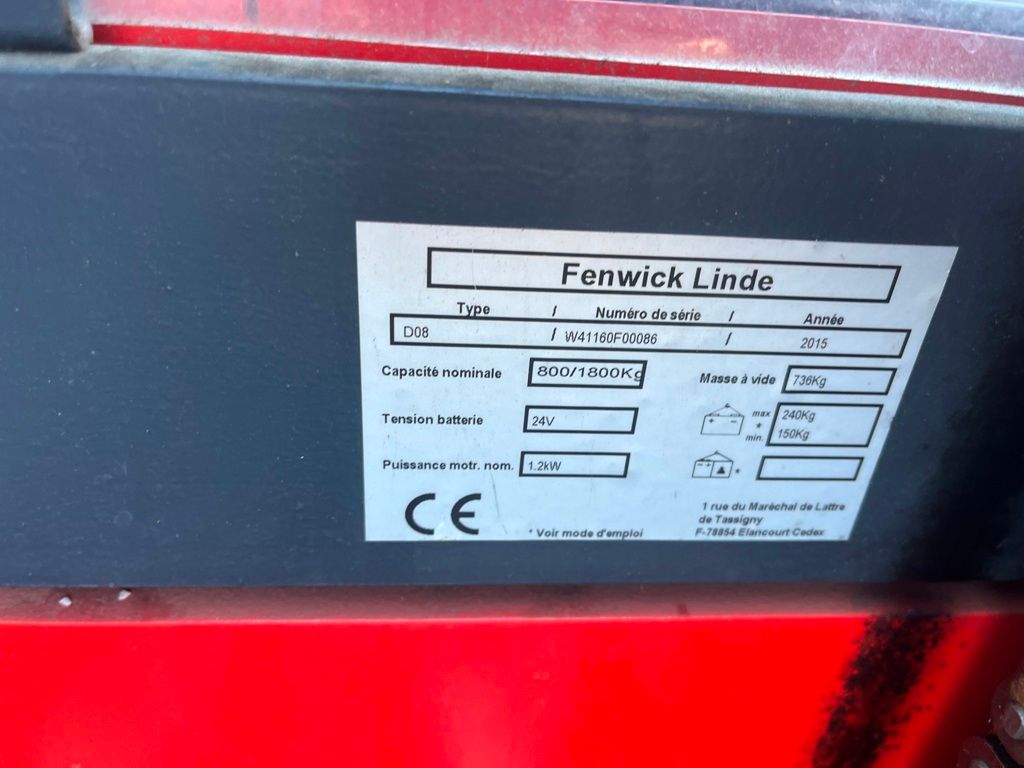 Fenwick Linde
Type / Numéro de série / Année
D08 / W41160F00086 / 2015
Capacité nominale 800/1800Kg Masse à vide 736Kg
Tension batterie 24V + - max 240Kg
* min. 150Kg
Puissance motr. nom. 1.2kW + - *
CE * Voir mode d'emploi
1 rue du Maréchal de Lattre
de Tassigny
F-78854 Elancourt Cedex